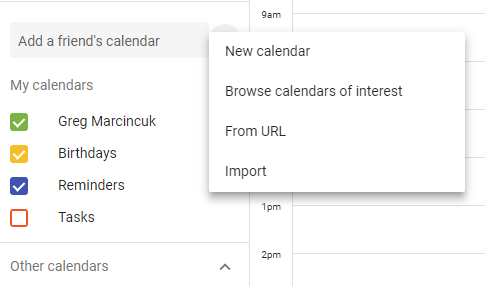 Add a friend's calendar
My calendars
Greg Marcincuk
Birthdays
Reminders
Tasks
Other calendars
New calendar
Browse calendars of interest
From URL
Import
9am
1pm
2pm